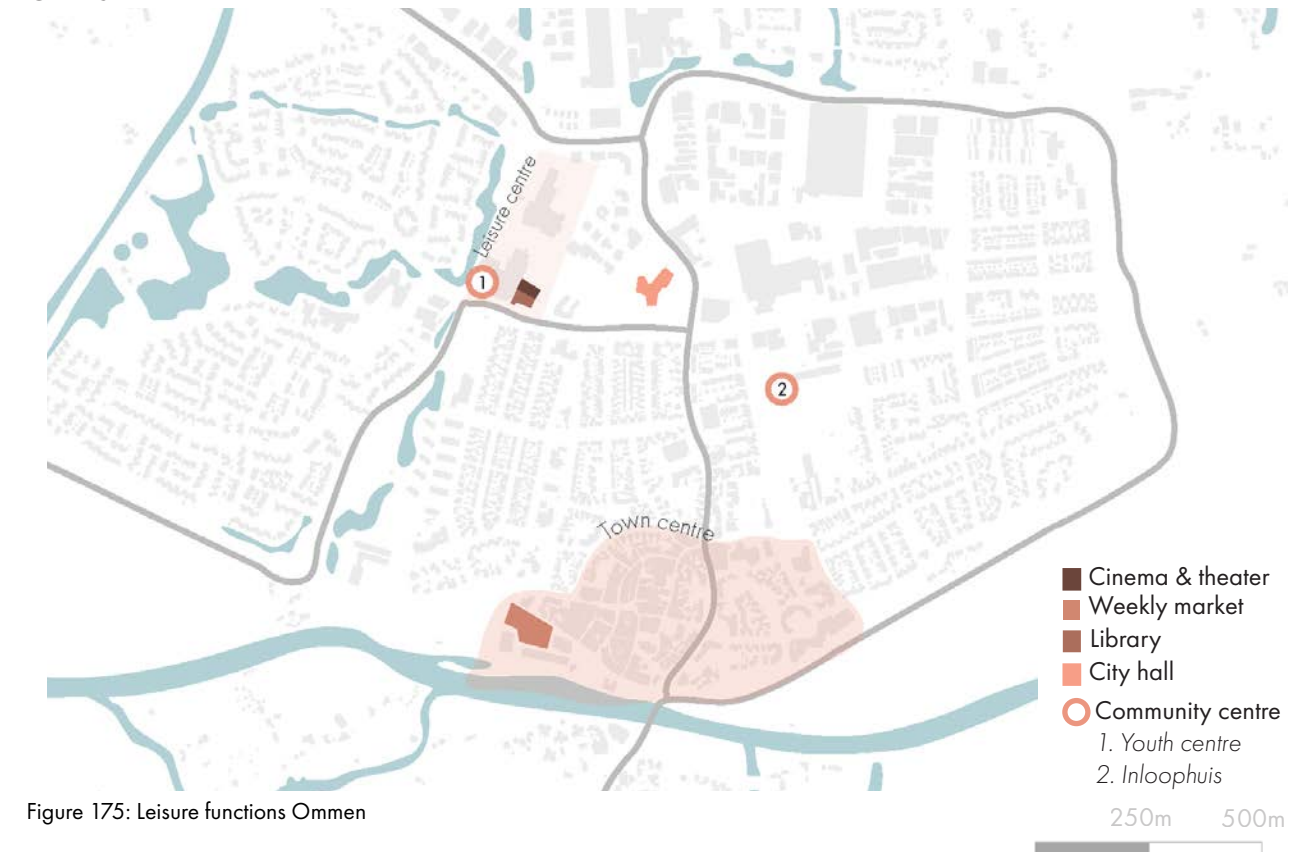 Leisure centre
1
2
Town centre
Cinema & theater
Weekly market
Library
City hall
Community centre
1. Youth centre
2. Inloophuis
Figure 175: Leisure functions Ommen
250m 500m